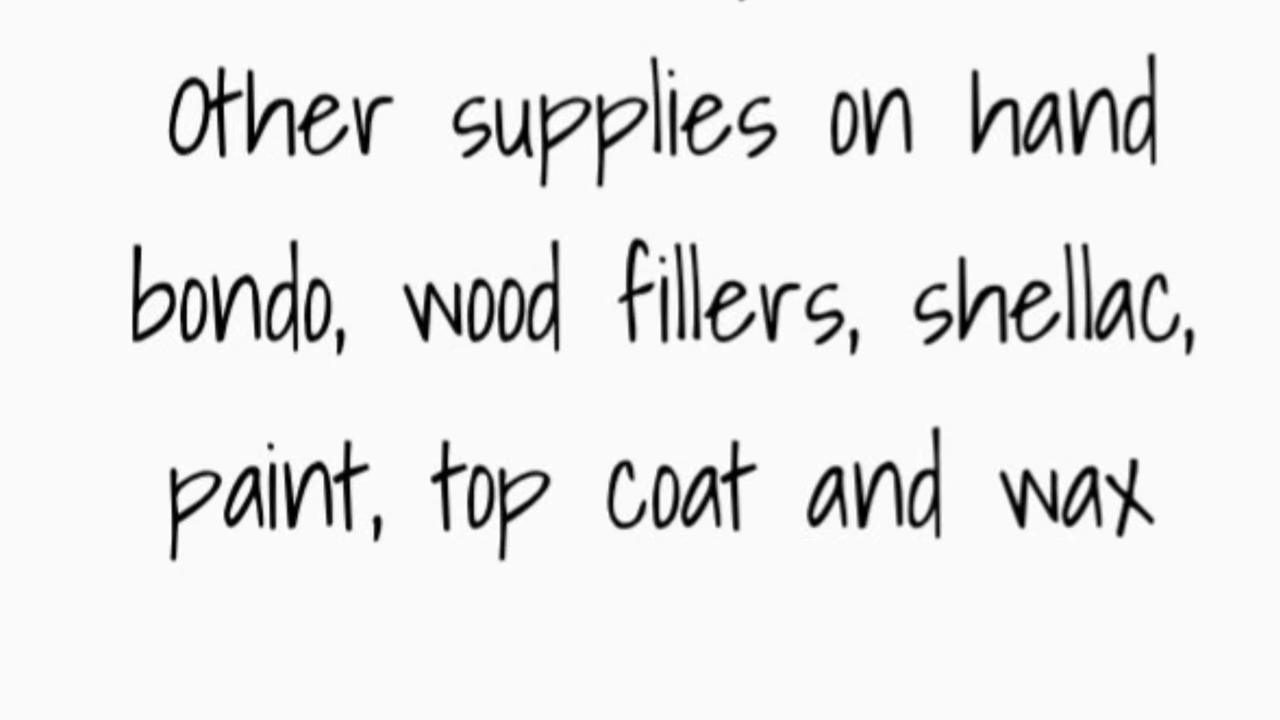 Other supplies on hand
bondo, wood fillers, shellac,
paint, top coat and wax